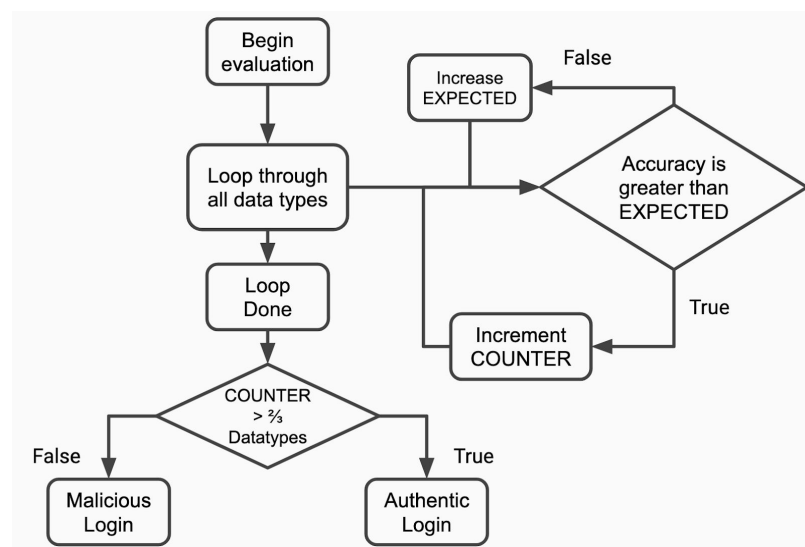 Begin
evaluation
False
Increase
EXPECTED
Loop through
all data types
Accuracy is
greater than
EXPECTED
Loop
Done
True
Increment
COUNTER
COUNTER
> ⅔
Datatypes
False
True
Malicious
Login
Authentic
Login